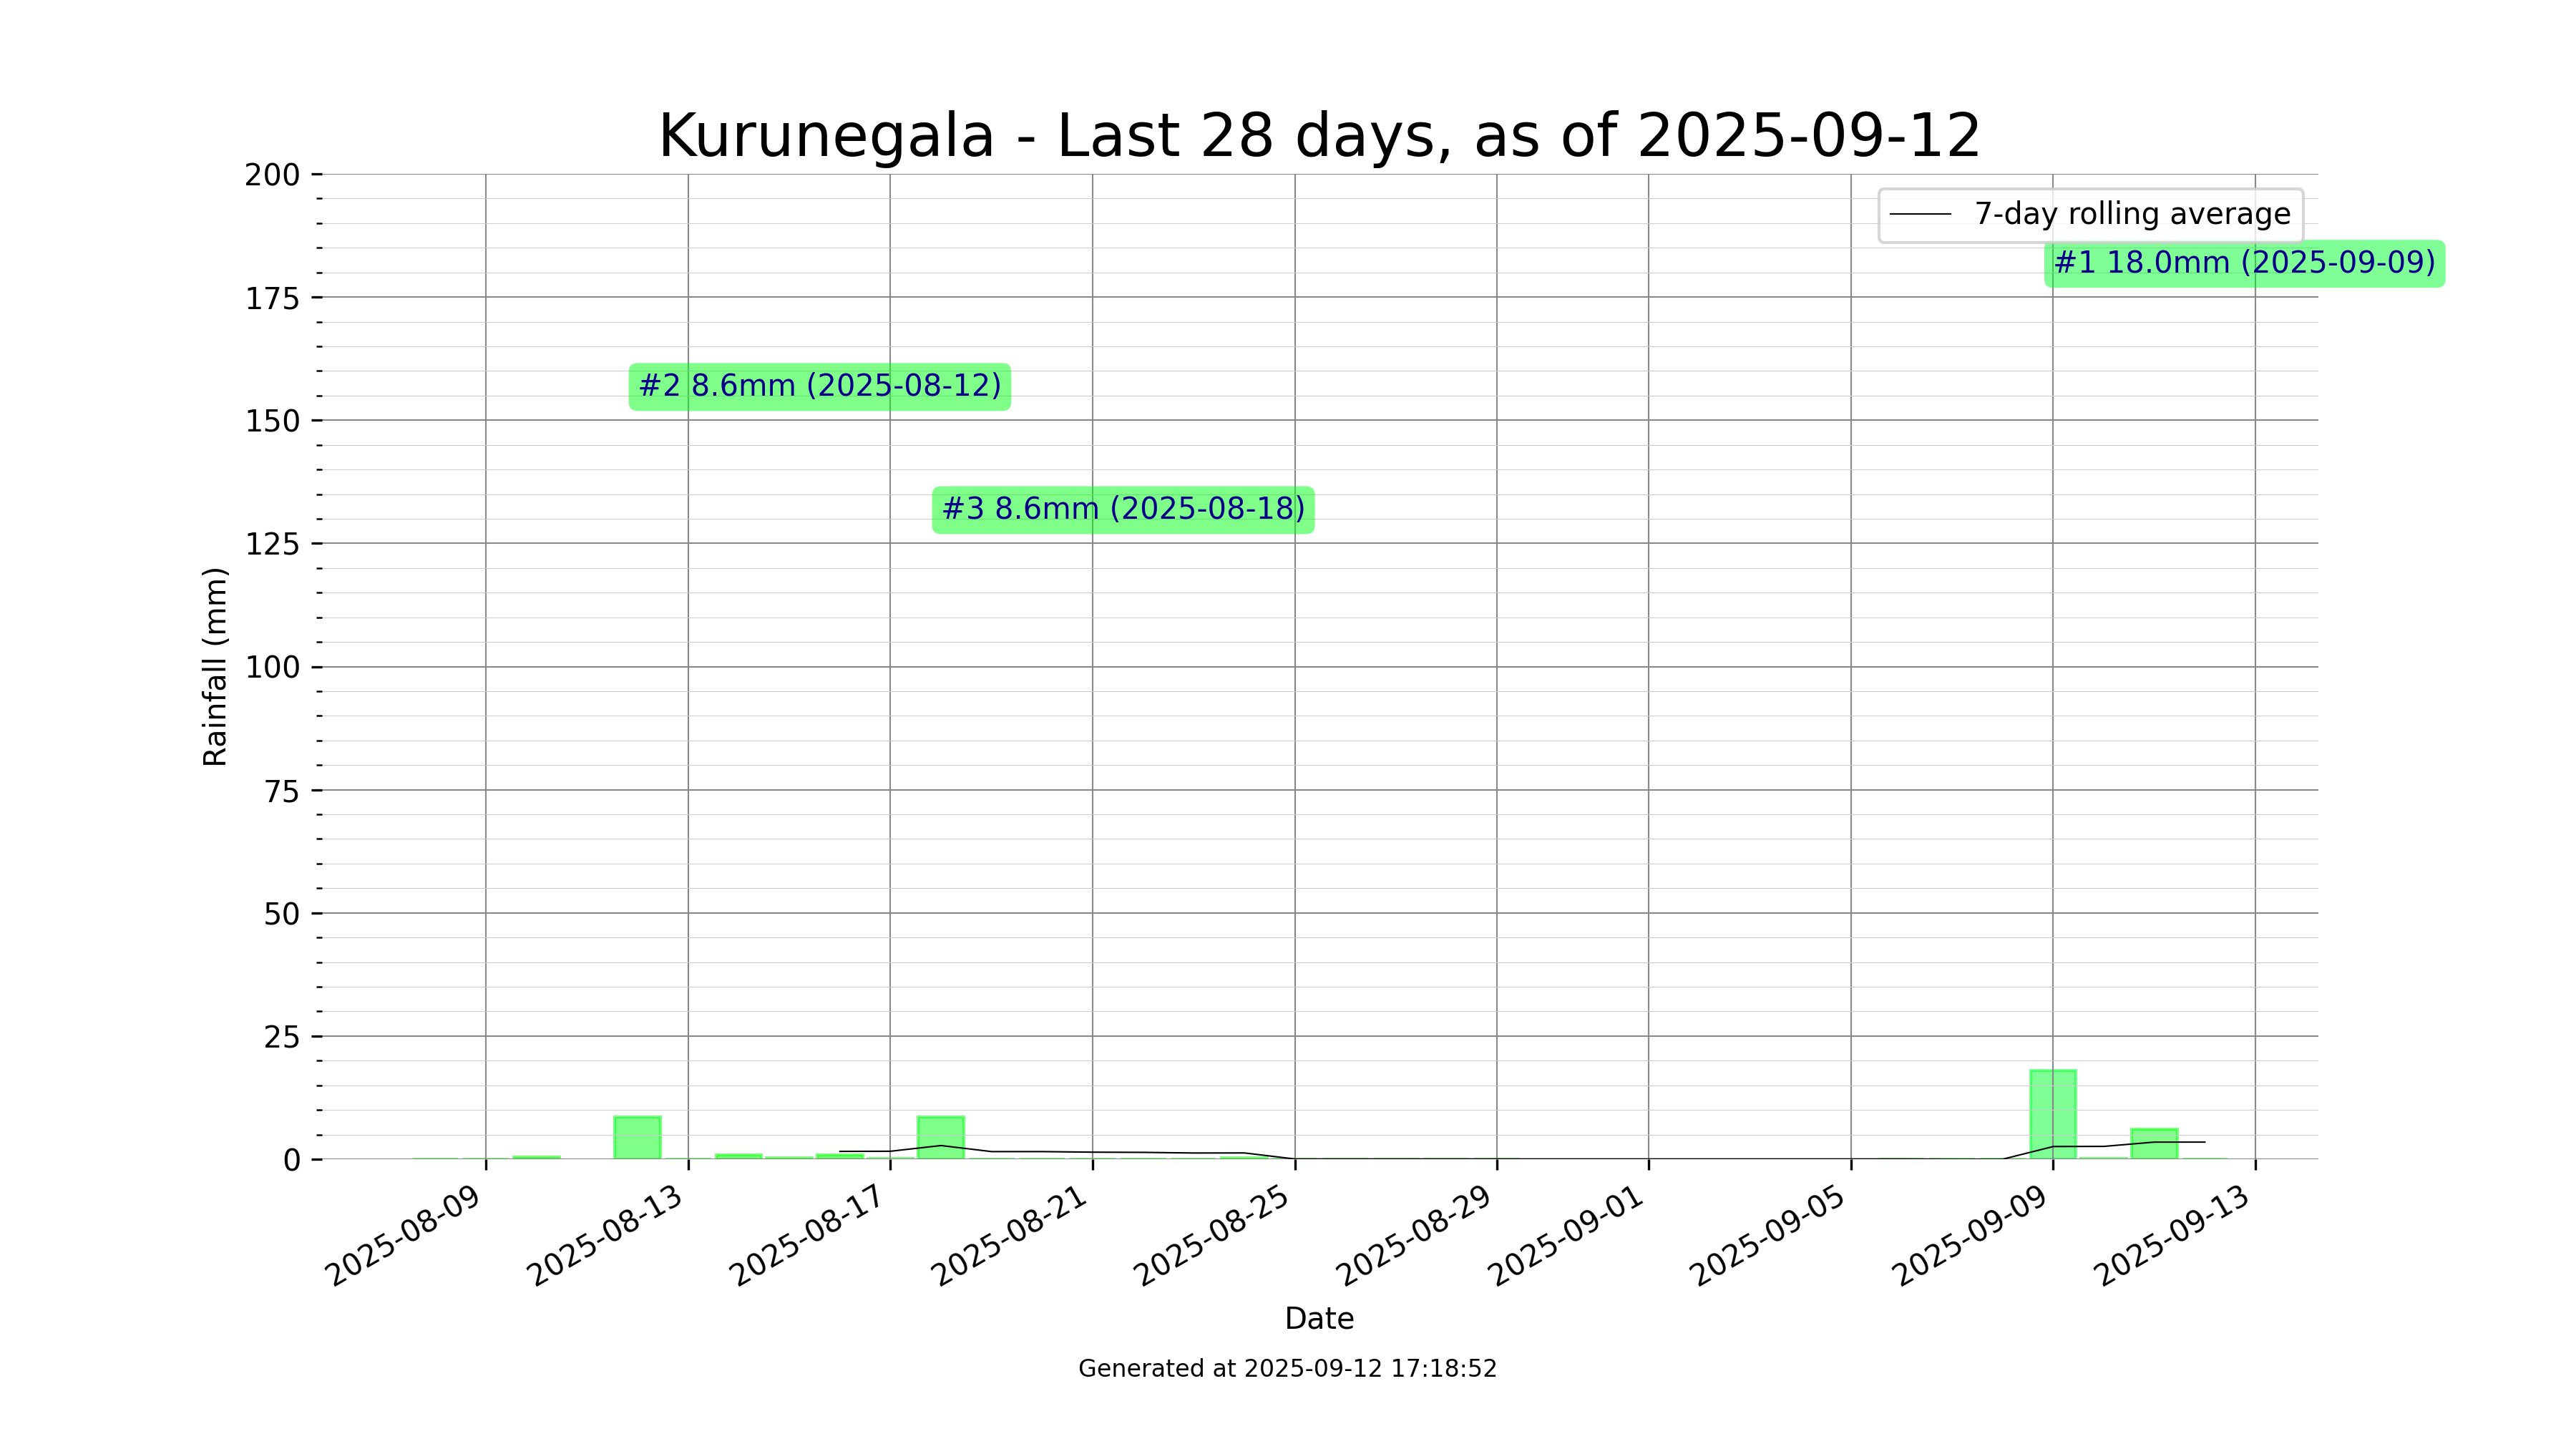 Kurunegala - Last 28 days, as of 2025-09-12
200
175
150
125
100
75
50
25
0
Rainfall (mm)
7-day rolling average
#1 18.0mm (2025-09-09)
#2 8.6mm (2025-08-12)
#3 8.6mm (2025-08-18)
2025-08-09
2025-08-13
2025-08-17
2025-08-21
2025-08-25
2025-08-29
2025-09-01
2025-09-05
2025-09-09
2025-09-13
Date
Generated at 2025-09-12 17:18:52